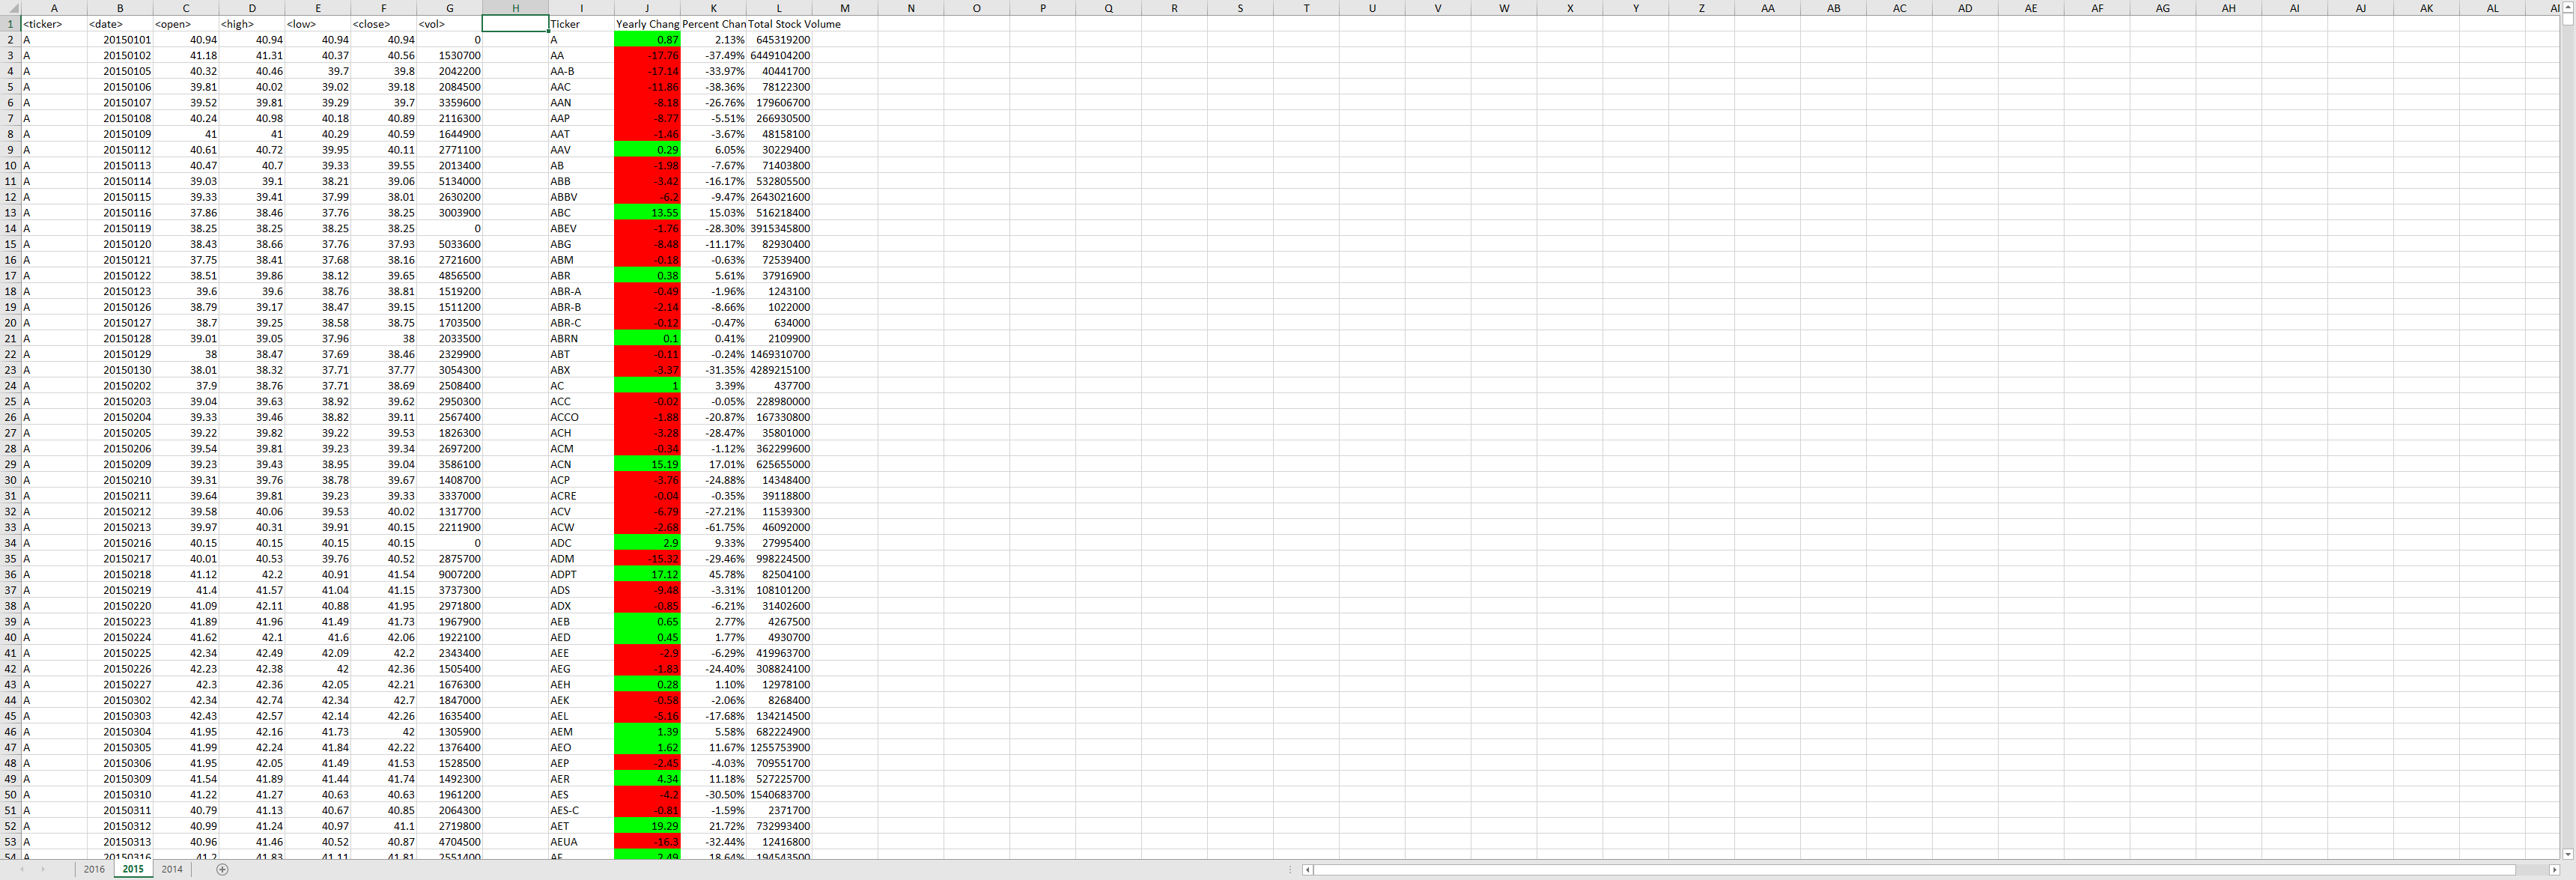 A B C D E F G H I J K L M N O P Q R S T U V W X Y Z AA AB AC AD AE AF AG AH AI AJ AK AL
1 <ticker> <date> <open> <high> <low> <close> <vol> Ticker Yearly Chang Percent Chan Total Stock Volume
2 A 20150101 40.94 40.94 40.94 40.94 0 A 0.87 2.13% 645319200
3 A 20150102 41.18 41.31 40.37 40.56 1530700 AA -17.76 -37.49% 6449104200
4 A 20150105 40.32 40.46 39.7 39.8 2042200 AA-B -17.14 -33.97% 40441700
5 A 20150106 39.81 40.02 39.02 39.18 2084500 AAC -11.86 -38.36% 78122300
6 A 20150107 39.52 39.81 39.29 39.7 3359600 AAN -8.18 -26.76% 179606700
7 A 20150108 40.24 40.98 40.18 40.89 2116300 AAP -8.77 -5.51% 266930500
8 A 20150109 41 41 40.29 40.59 1644900 AAT -1.46 -3.67% 48158100
9 A 20150112 40.61 40.72 39.95 40.11 2771100 AAV 0.29 6.05% 30229400
10 A 20150113 40.47 40.7 39.33 39.55 2013400 AB -1.98 -7.67% 71403800
11 A 20150114 39.03 39.1 38.21 39.06 5134000 ABB -3.42 -16.17% 532805500
12 A 20150115 39.33 39.41 37.99 38.01 2630200 ABBV -6.2 -9.47% 2643021600
13 A 20150116 37.86 38.46 37.76 38.25 3003900 ABC 13.55 15.03% 516218400
14 A 20150119 38.25 38.25 38.25 38.25 0 ABEV -1.76 -28.30% 3915345800
15 A 20150120 38.43 38.66 37.76 37.93 5033600 ABG -8.48 -11.17% 82930400
16 A 20150121 37.75 38.41 37.68 38.16 2721600 ABM -0.18 -0.63% 72539400
17 A 20150122 38.51 39.86 38.12 39.65 4856500 ABR 0.38 5.61% 37916900
18 A 20150123 39.6 39.6 38.76 38.81 1519200 ABR-A -0.49 -1.96% 1243100
19 A 20150126 38.79 39.17 38.47 39.15 1511200 ABR-B -2.14 -8.66% 1022000
20 A 20150127 38.7 39.25 38.58 38.75 1703500 ABR-C -0.12 -0.47% 634000
21 A 20150128 39.01 39.05 37.96 38 2033500 ABRN 0.1 0.41% 2109900
22 A 20150129 38 38.47 37.69 38.46 2329900 ABT -0.11 -0.24% 1469310700
23 A 20150130 38.01 38.32 37.71 37.77 3054300 ABX -3.37 -31.35% 4289215100
24 A 20150202 37.9 38.76 37.71 38.69 2508400 AC 1 3.39% 437700
25 A 20150203 39.04 39.63 38.92 39.62 2950300 ACC -0.02 -0.05% 228980000
26 A 20150204 39.33 39.46 38.82 39.11 2567400 ACCO -1.88 -20.87% 167330800
27 A 20150205 39.22 39.82 39.22 39.53 1826300 ACH -3.28 -28.47% 35801000
28 A 20150206 39.54 39.81 39.23 39.34 2697200 ACM -0.34 -1.12% 362299600
29 A 20150209 39.23 39.43 38.95 39.04 3586100 ACN 15.19 17.01% 625655000
30 A 20150210 39.31 39.76 38.78 39.67 1408700 ACP -3.76 -24.88% 14348400
31 A 20150211 39.64 39.81 39.23 39.33 3337000 ACRE -0.04 -0.35% 39118800
32 A 20150212 39.58 40.06 39.53 40.02 1317700 ACV -6.79 -27.21% 11539300
33 A 20150213 39.97 40.31 39.91 40.15 2211900 ACW -2.68 -61.75% 46092000
34 A 20150216 40.15 40.15 40.15 40.15 0 ADC 2.9 9.33% 27995400
35 A 20150217 40.01 40.53 39.76 40.52 2875700 ADM -15.32 -29.46% 998224500
36 A 20150218 41.12 42.2 40.91 41.54 9007200 ADPT 17.12 45.78% 82504100
37 A 20150219 41.4 41.57 41.04 41.15 3737300 ADS -9.48 -3.31% 108101200
38 A 20150220 41.09 42.11 40.88 41.95 2971800 ADX -0.85 -6.21% 31402600
39 A 20150223 41.89 41.96 41.49 41.73 1967900 AEB 0.65 2.77% 4267500
40 A 20150224 41.62 42.1 41.6 42.06 1922100 AED 0.45 1.77% 4930700
41 A 20150225 42.34 42.49 42.09 42.2 2343400 AEE -2.9 -6.29% 419963700
42 A 20150226 42.23 42.38 42 42.36 1505400 AEG -1.83 -24.40% 308824100
43 A 20150227 42.3 42.36 42.05 42.21 1676300 AEH 0.28 1.10% 12978100
44 A 20150302 42.34 42.74 42.34 42.7 1847000 AEK -0.58 -2.06% 8268400
45 A 20150303 42.43 42.57 42.14 42.26 1635400 AEL -5.16 -17.68% 134214500
46 A 20150304 41.95 42.16 41.73 42 1305900 AEM 1.39 5.58% 682224900
47 A 20150305 41.99 42.24 41.84 42.22 1376400 AEO 1.62 11.67% 1255753900
48 A 20150306 41.95 42.05 41.49 41.53 1528500 AEP -2.45 -4.03% 709551700
49 A 20150309 41.54 41.89 41.44 41.74 1492300 AER 4.34 11.18% 527225700
50 A 20150310 41.22 41.27 40.63 40.63 1961200 AES -4.2 -30.50% 1540683700
51 A 20150311 40.79 41.13 40.67 40.85 2064300 AES-C -0.81 -1.59% 2371700
52 A 20150312 40.99 41.24 40.97 41.1 2719800 AET 19.29 21.72% 732993400
53 A 20150313 40.96 41.46 40.52 40.87 4704500 AEUA -16.3 -32.44% 12416800
54 A 20150316 41.2 41.83 41.11 41.81 2551400 AF 2.49 18.64% 194543500
2016 2015 2014